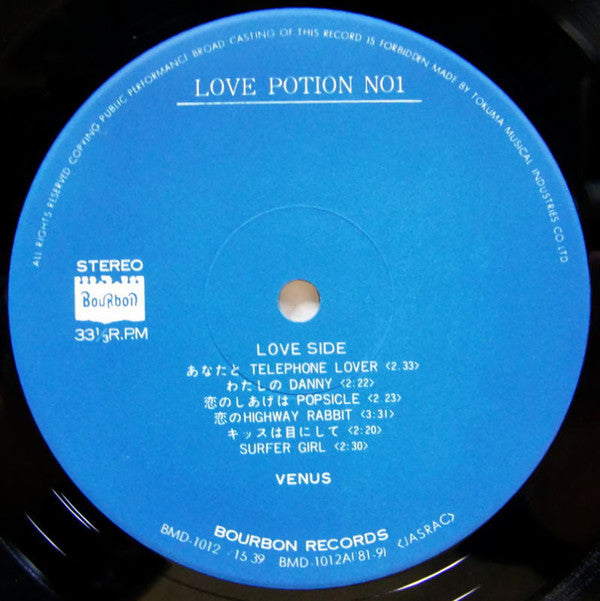 ALL RIGHTS RESERVED COPYING PUBLIC PERFORMANCE BROAD CASTING OF THIS RECORD IS FORBIDDEN MADE BY TOKUMA MUSICAL INDUSTRIES CO LTD
LOVE POTION NO1
STEREO
Bourbon
33⅓R.P.M
LOVE SIDE
あなたと TELEPHONE LOVER <2.33>
わたしの DANNY <2:22>
恋のしあげは POPSICLE <2.23>
恋のHIGHWAY RABBIT <3:31>
キッスは目にして <2:20>
SURFER GIRL <2:30>
VENUS
BOURBON RECORDS
BMD-1012 15 39 BMD-1012A('81.9) <JASRAC>